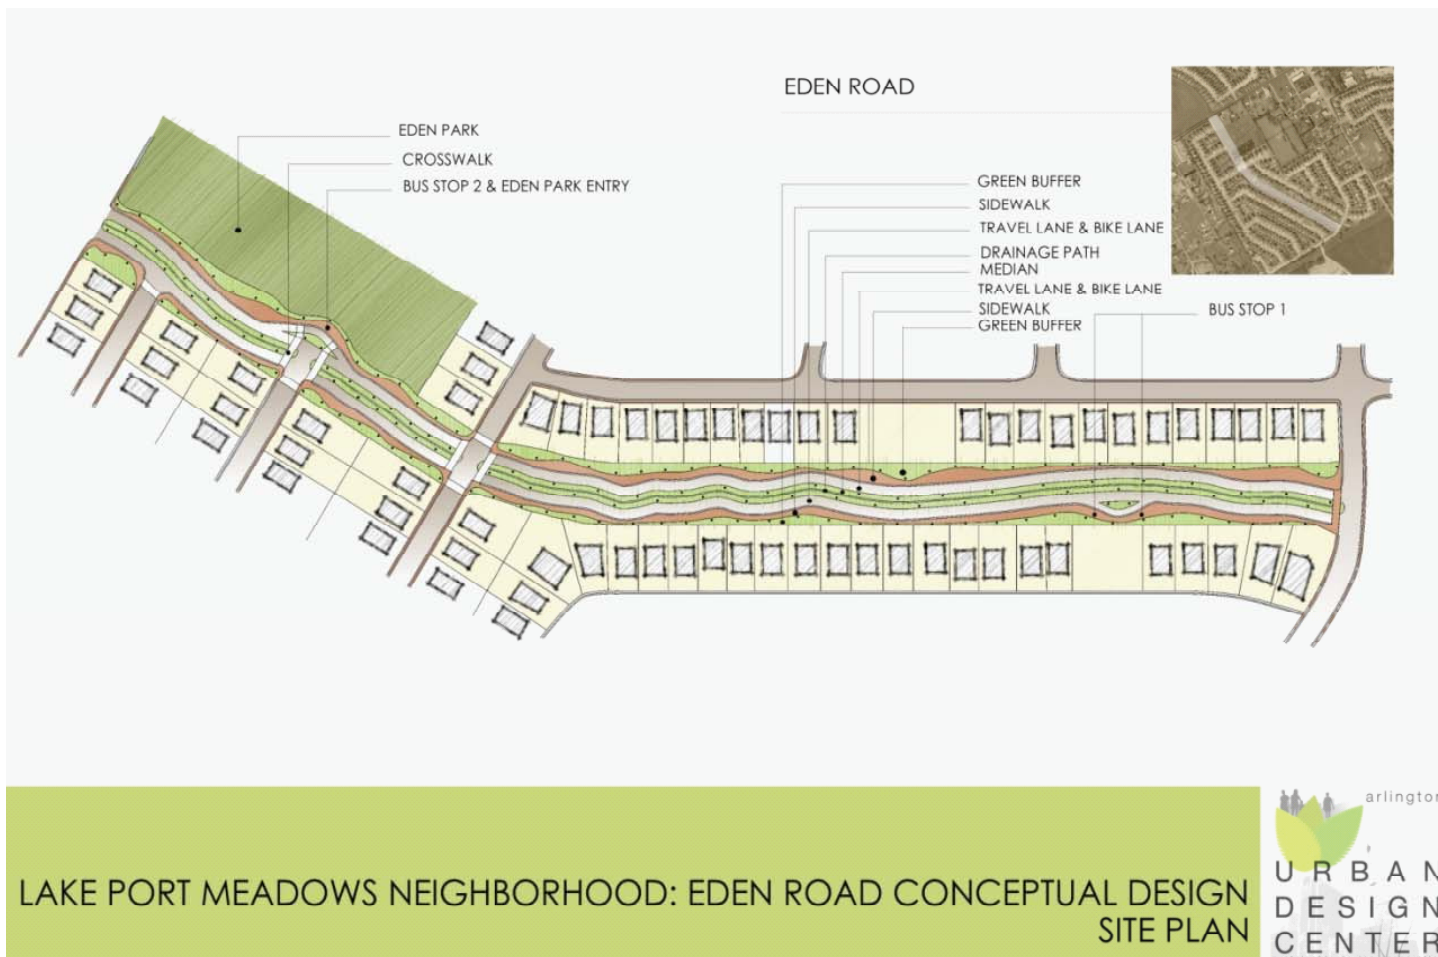 EDEN ROAD
EDEN PARK
CROSSWALK
BUS STOP 2 & EDEN PARK ENTRY
GREEN BUFFER
SIDEWALK
TRAVEL LANE & BIKE LANE
DRAINAGE PATH
MEDIAN
TRAVEL LANE & BIKE LANE
SIDEWALK
GREEN BUFFER
BUS STOP 1
LAKE PORT MEADOWS NEIGHBORHOOD: EDEN ROAD CONCEPTUAL DESIGN
SITE PLAN
arlington
URBAN
DESIGN
CENTER